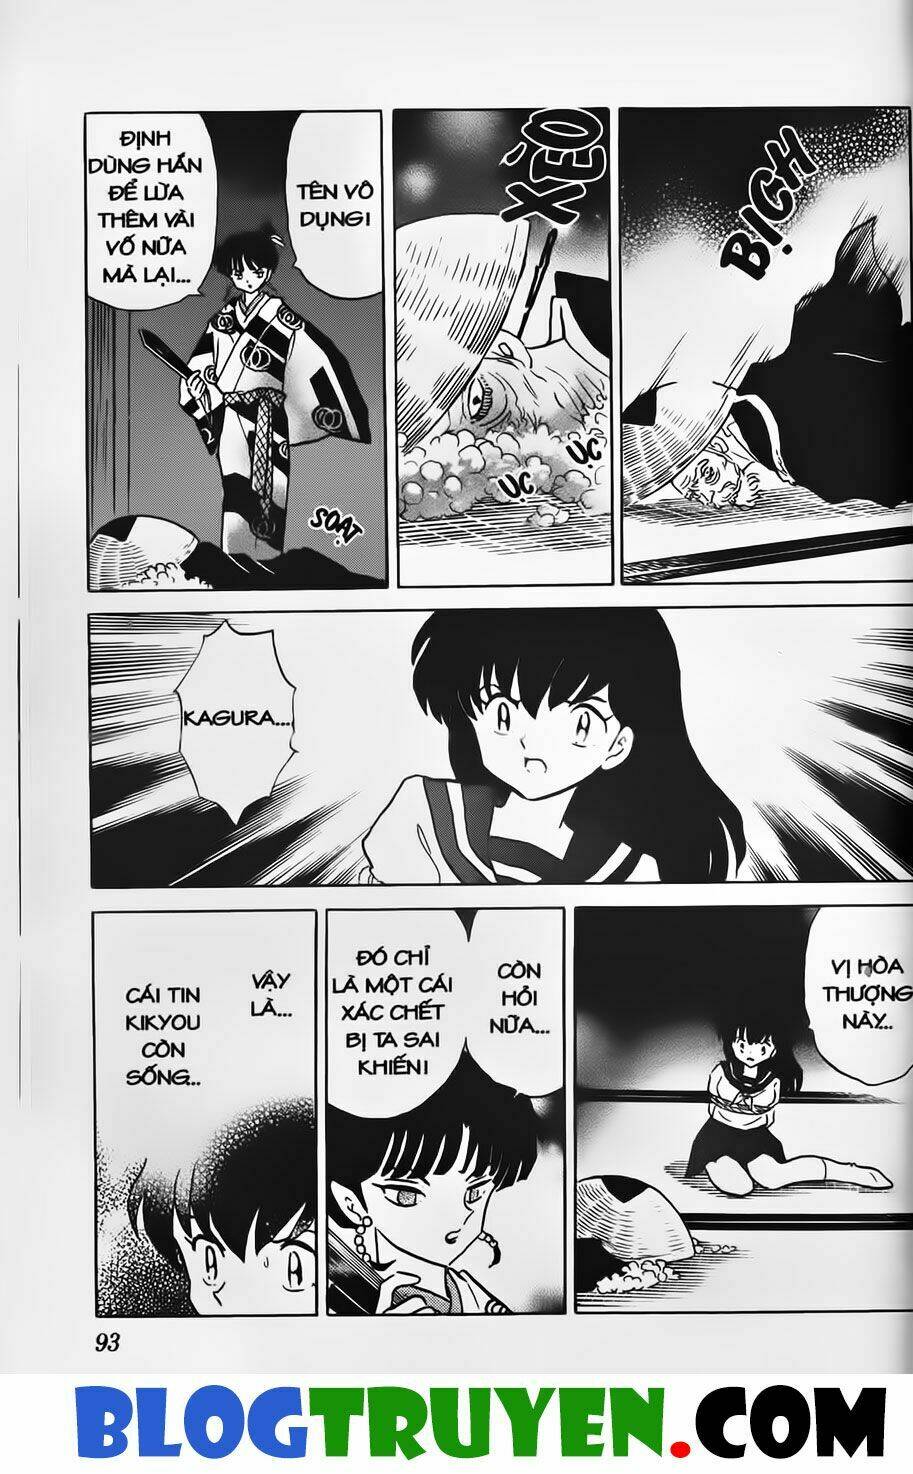 BỊCH
XÈO
ỤC
ỤC
TÊN VÔ
DỤNG!
ĐỊNH
DÙNG HẮN
ĐỂ LỪA
THÊM VÀI
VỐ NỮA
MÀ LẠI...
SOẠT
KAGURA...
VỊ HÒA
THƯỢNG
NÀY...
CÒN
HỎI
NỮA...
ĐÓ CHỈ
LÀ MỘT CÁI
XÁC CHẾT
BỊ TA SAI
KHIẾN!
VẬY
LÀ...
CÁI TIN
KIKYOU
CÒN
SỐNG...
93
BLOGTRUYEN.COM